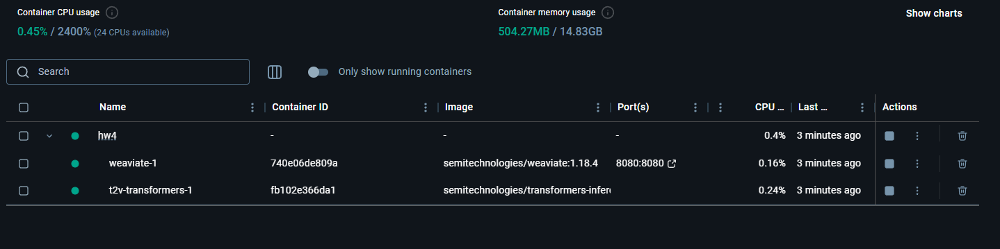 Container CPU usage
0.45% / 2400% (24 CPUs available)
Container memory usage
504.27MB / 14.83GB
Show charts
Search
Only show running containers
Name Container ID Image Port(s) CPU ... Last ... Actions
hw4 - - - 0.4% 3 minutes ago
weaviate-1 740e06de809a semitechnologies/weaviate:1.18.4 8080:8080 0.16% 3 minutes ago
t2v-transformers-1 fb102e366da1 semitechnologies/transformers-infere 0.24% 3 minutes ago